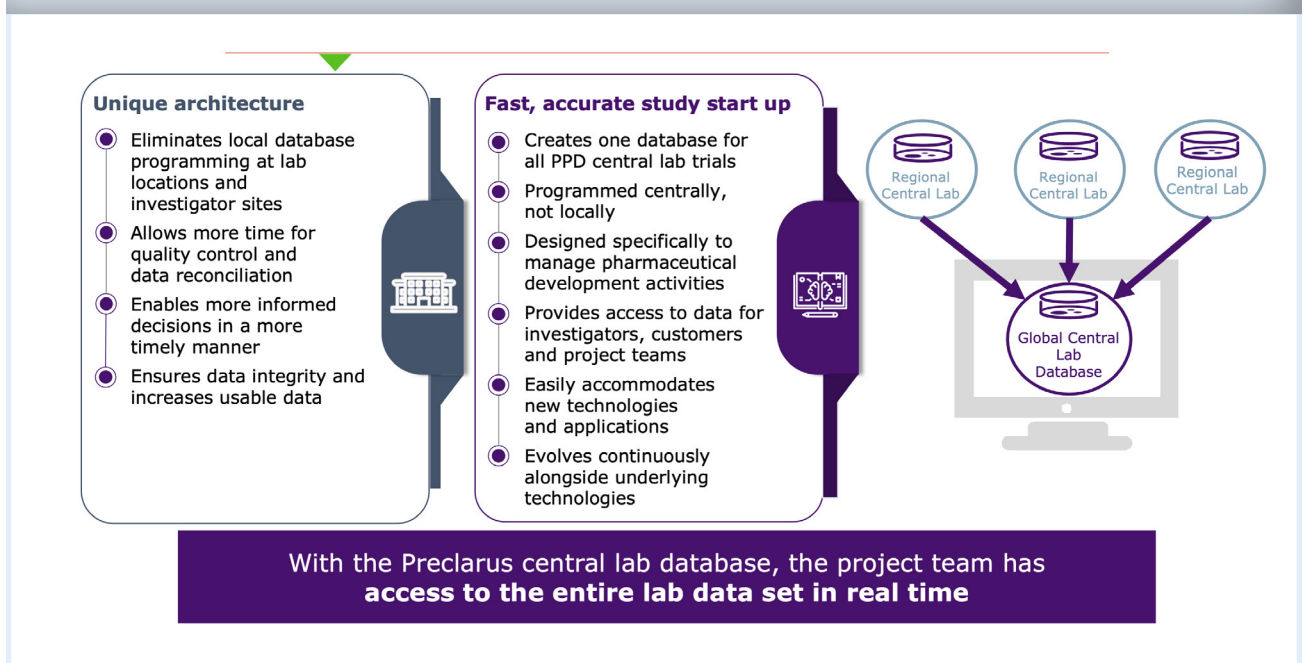 Unique architecture
Eliminates local database
programming at lab
locations and
investigator sites
Allows more time for
quality control and
data reconciliation
Enables more informed
decisions in a more
timely manner
Ensures data integrity and
increases usable data
Fast, accurate study start up
Creates one database for
all PPD central lab trials
Programmed centrally,
not locally
Designed specifically to
manage pharmaceutical
development activities
Provides access to data for
investigators, customers
and project teams
Easily accommodates
new technologies
and applications
Evolves continuously
alongside underlying
technologies
Regional
Central Lab
Regional
Central Lab
Regional
Central Lab
Global Central
Lab
Database
With the Preclarus central lab database, the project team has
access to the entire lab data set in real time